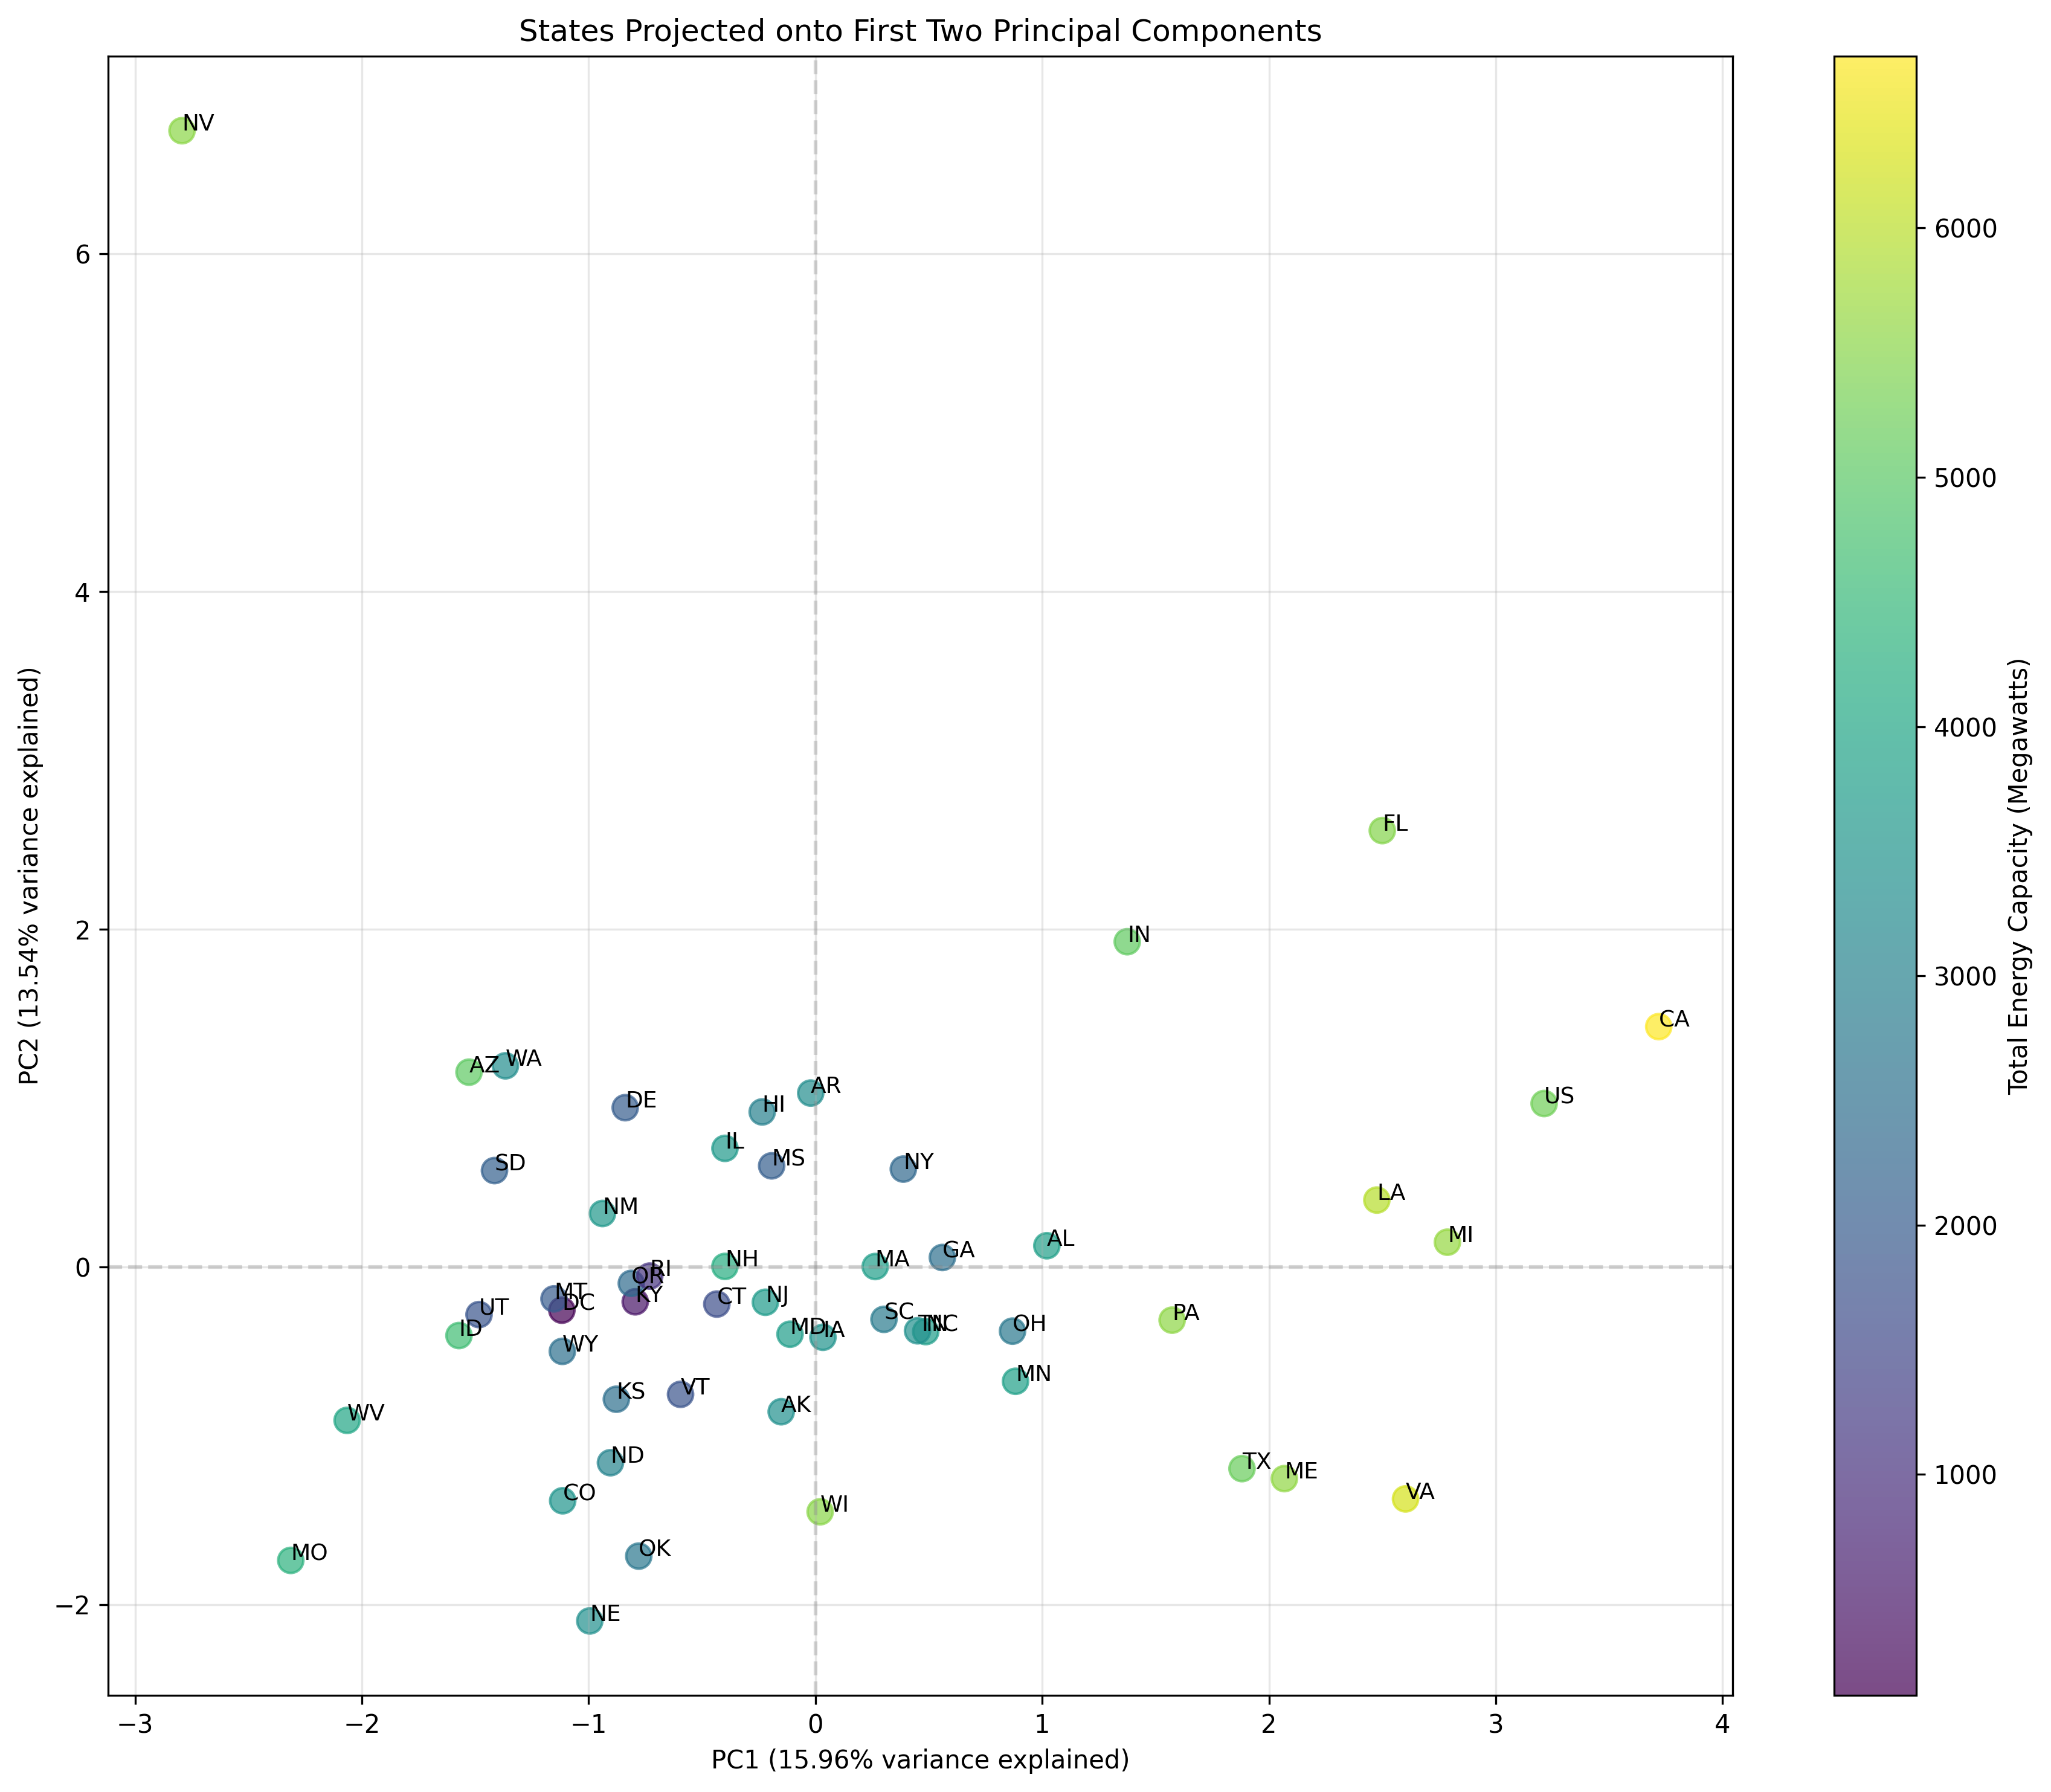 States Projected onto First Two Principal Components
NV
6
4
2
0
−2
PC2 (13.54% variance explained)
FL
IN
CA
US
AZ
WA
DE
HI
AR
IL
MS
NY
SD
NM
LA
MI
AL
GA
MA
NH
RI
OR
KY
MT
DC
UT
ID
CT
NJ
MD
IA
SC
TN
NC
OH
PA
WY
MN
KS
VT
AK
WV
ND
CO
TX
ME
VA
WI
MO
OK
NE
−3
−2
−1
0
1
2
3
4
PC1 (15.96% variance explained)
6000
5000
4000
3000
2000
1000
Total Energy Capacity (Megawatts)